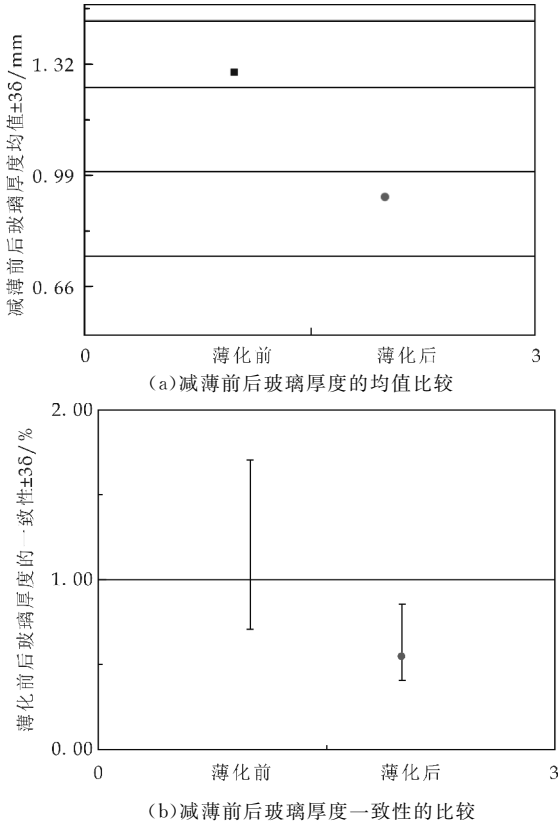 减薄前后玻璃厚度均值±3δ/mm
1.32
0.99
0.66
0
薄化前
薄化后
3
(a)减薄前后玻璃厚度的均值比较
薄化前后玻璃厚度的一致性±3δ/%
2.00
1.00
0.00
0
薄化前
薄化后
3
(b)减薄前后玻璃厚度一致性的比较